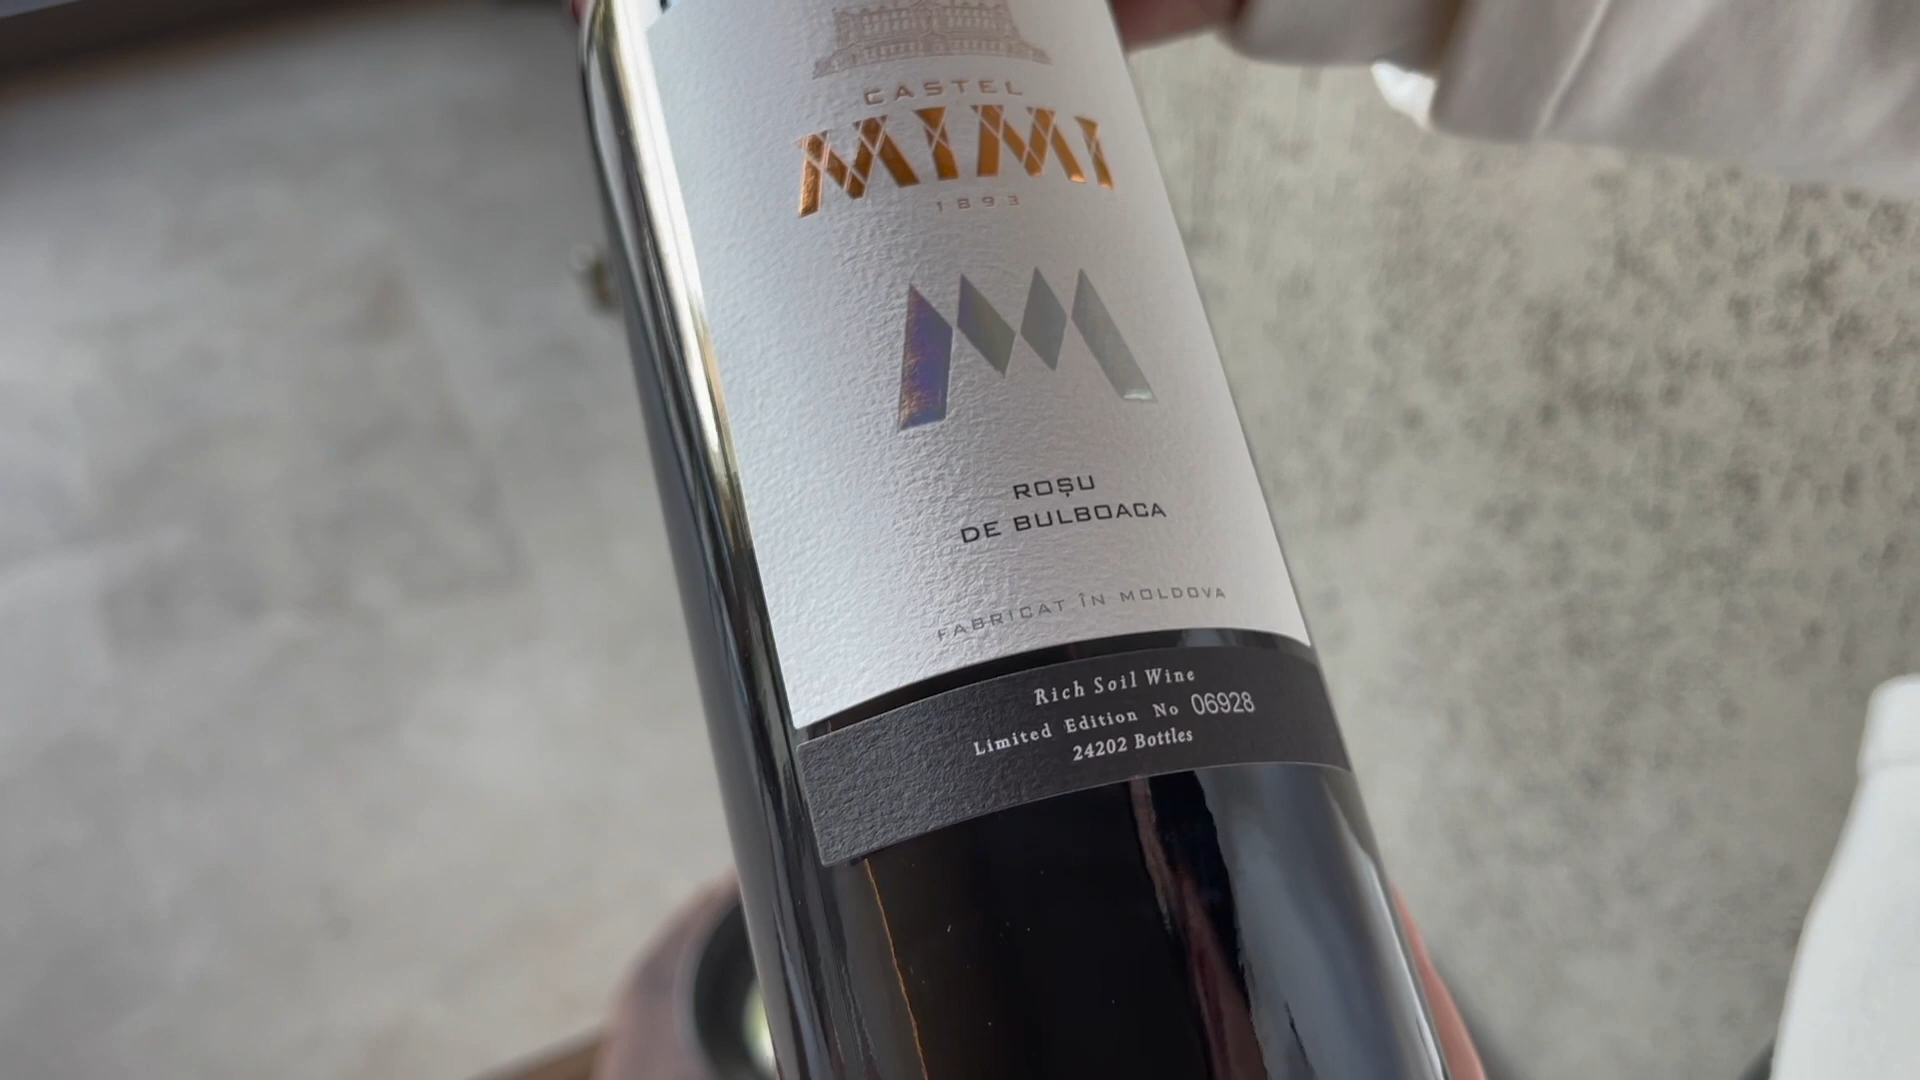 CASTEL
MIMI
1893
ROȘU
DE BULBOACA
FABRICAT ÎN MOLDOVA
Rich Soil Wine
Limited Edition No 06928
24202 Bottles